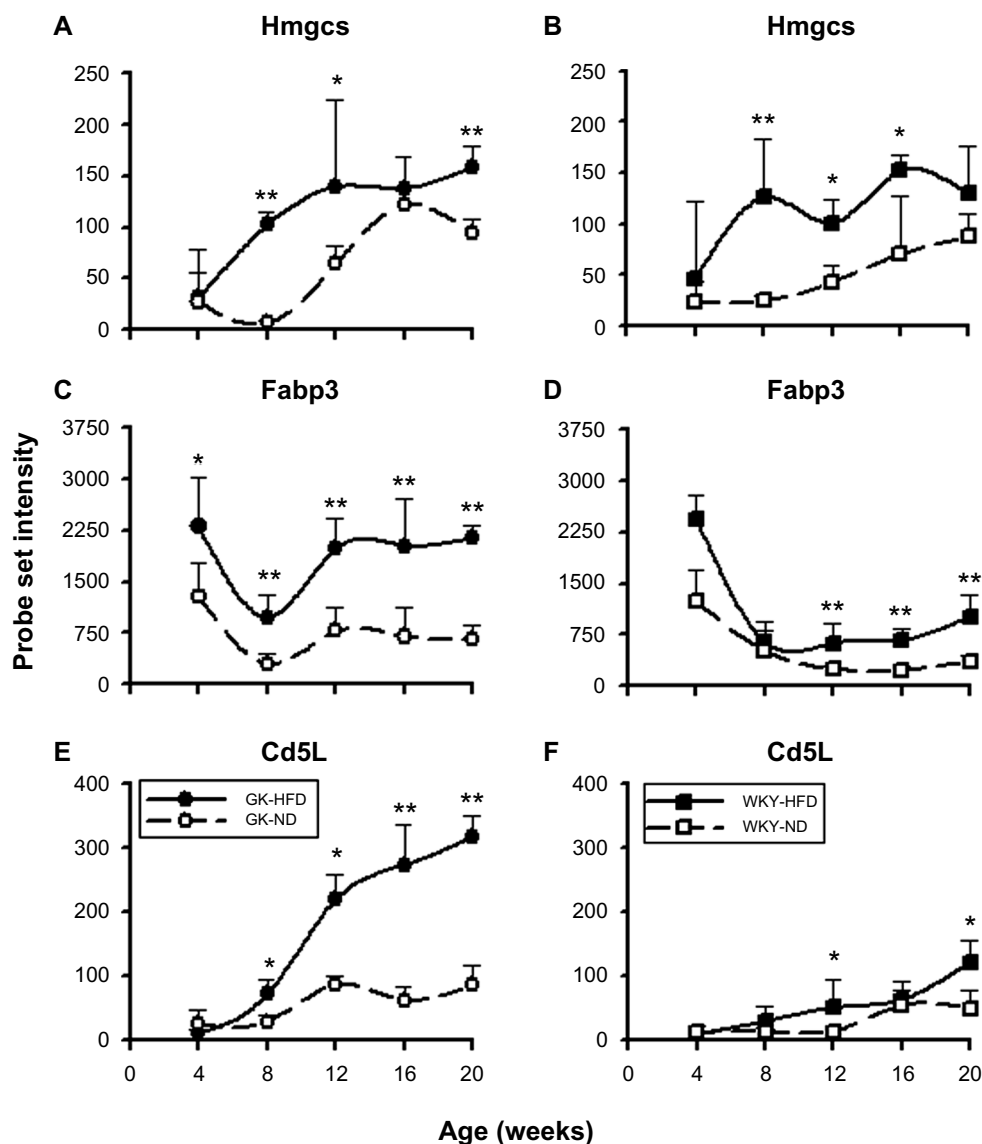 A
Hmgcs
250
200
150
100
50
0
*
**
**
B
Hmgcs
250
200
150
100
50
0
**
*
*
C
Fabp3
3750
3000
2250
1500
750
0
*
**
**
**
**
D
Fabp3
3750
3000
2250
1500
750
0
**
**
**
Probe set intensity
E
Cd5L
400
300
200
100
0
GK-HFD
GK-ND
*
*
**
**
0 4 8 12 16 20
F
Cd5L
400
300
200
100
0
WKY-HFD
WKY-ND
*
*
0 4 8 12 16 20
Age (weeks)